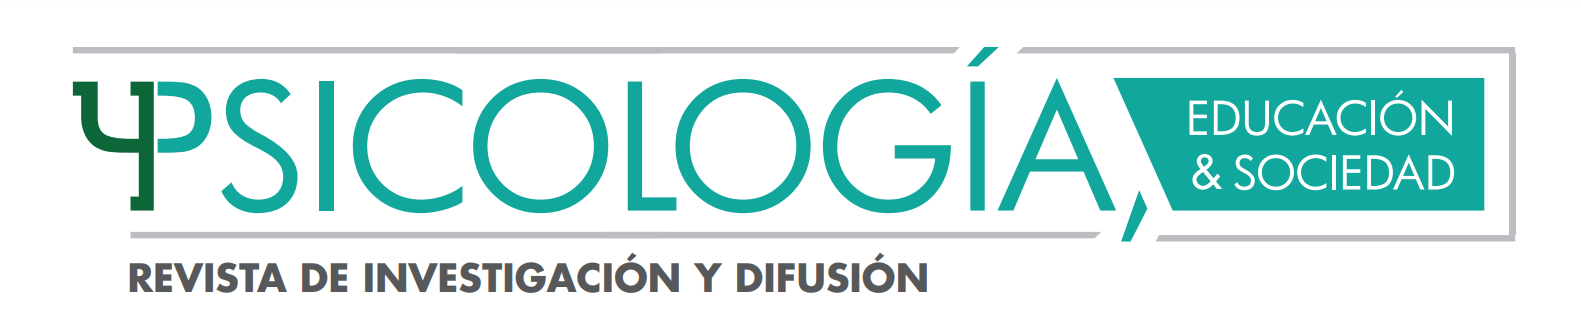 PSICOLOGÍA,
EDUCACIÓN
& SOCIEDAD
REVISTA DE INVESTIGACIÓN Y DIFUSIÓN